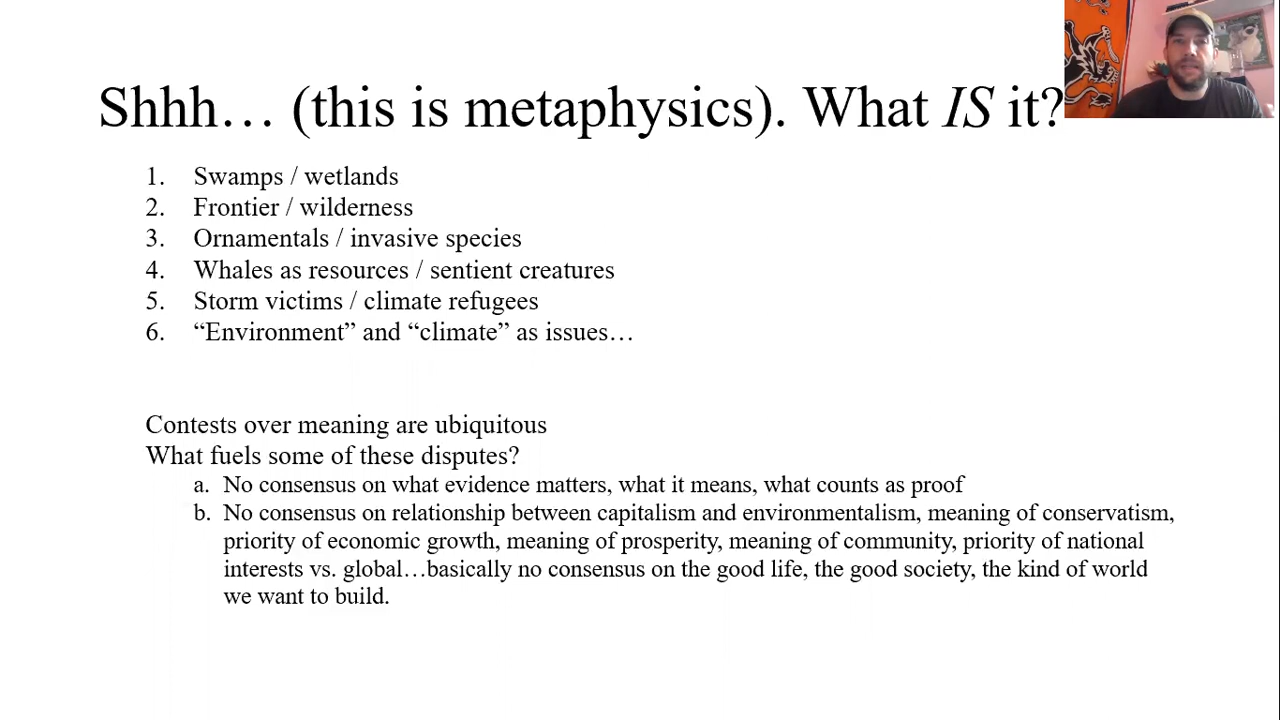 Shhh… (this is metaphysics). What IS it?
1. Swamps / wetlands
2. Frontier / wilderness
3. Ornamentals / invasive species
4. Whales as resources / sentient creatures
5. Storm victims / climate refugees
6. “Environment” and “climate” as issues…
Contests over meaning are ubiquitous
What fuels some of these disputes?
a. No consensus on what evidence matters, what it means, what counts as proof
b. No consensus on relationship between capitalism and environmentalism, meaning of conservatism,
priority of economic growth, meaning of prosperity, meaning of community, priority of national
interests vs. global…basically no consensus on the good life, the good society, the kind of world
we want to build.